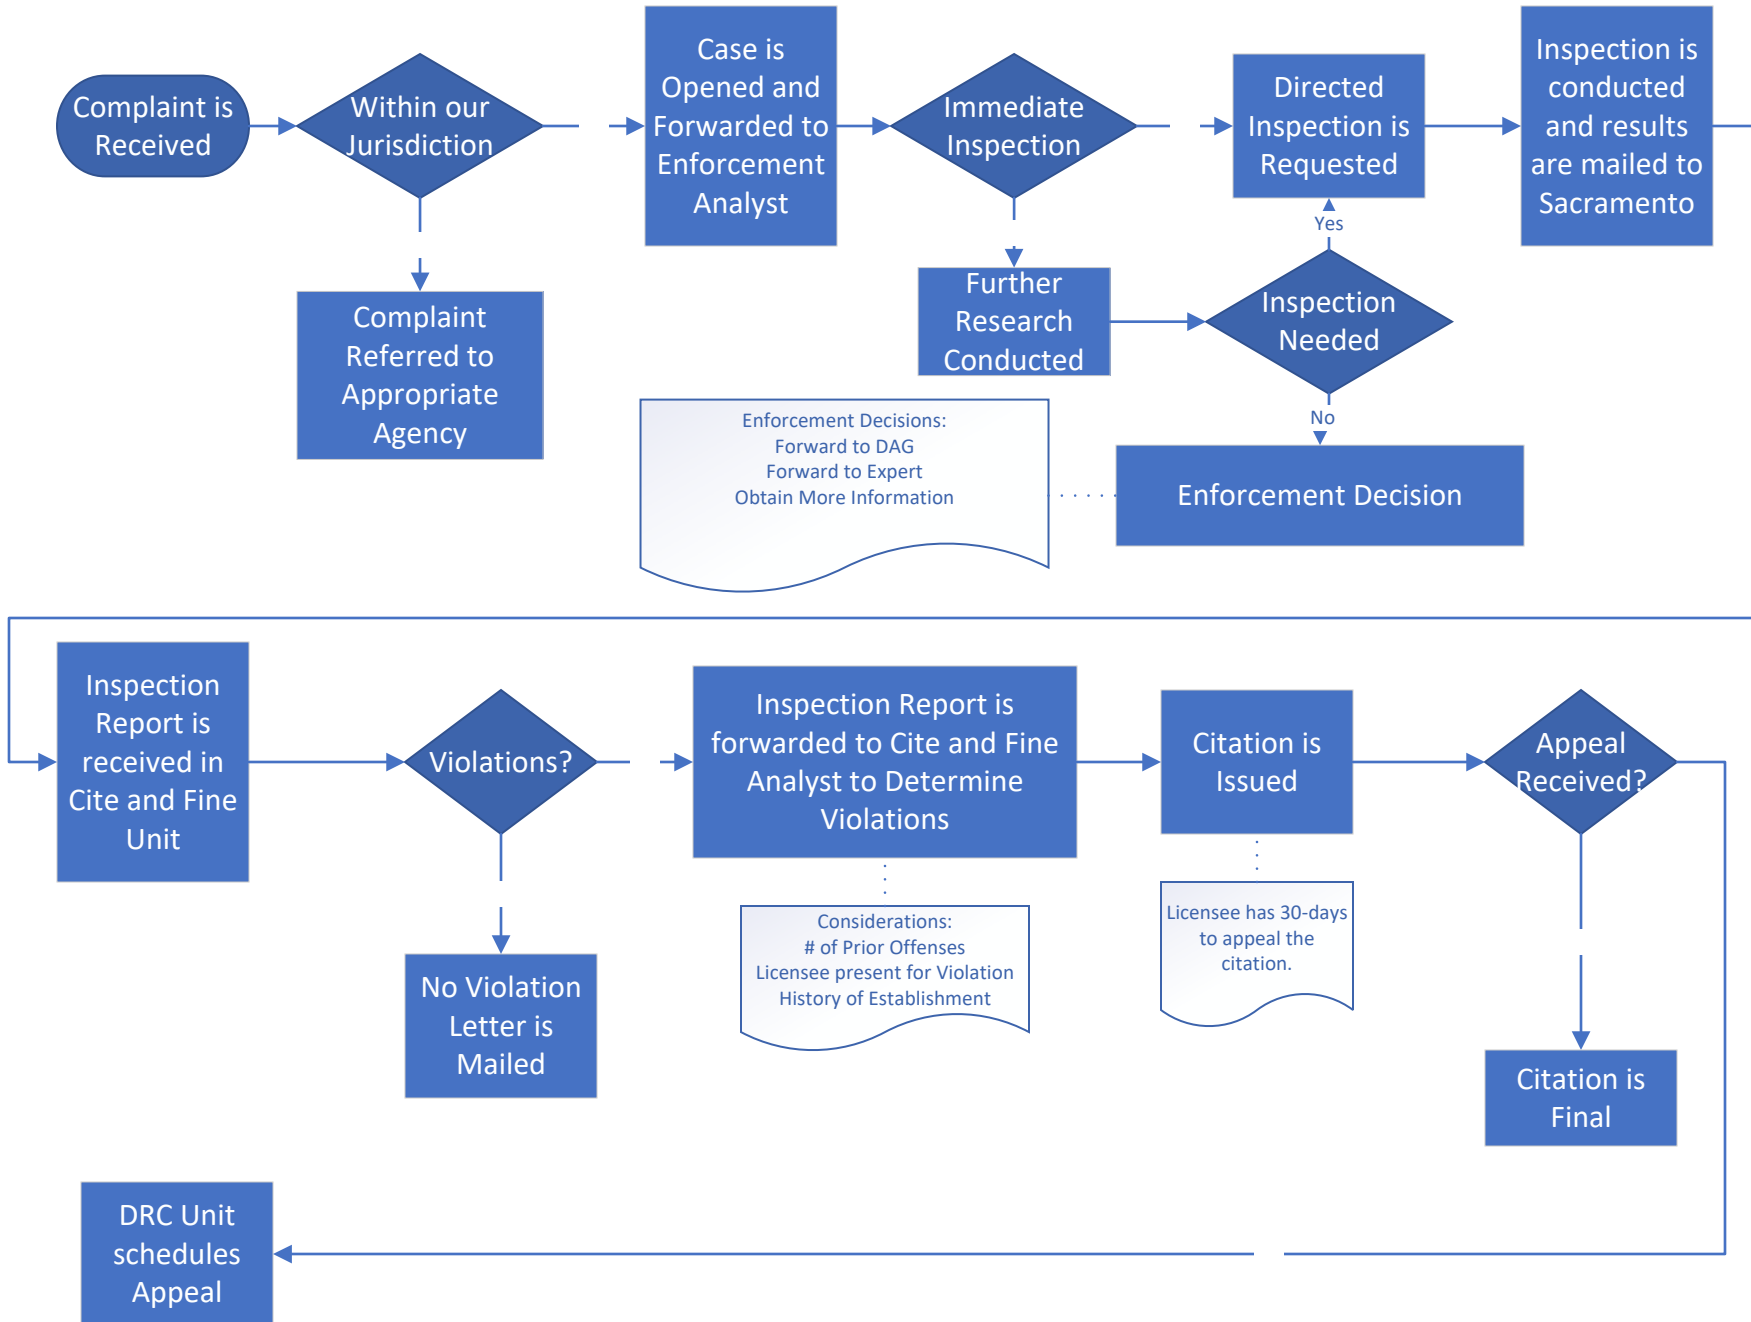 Complaint is
Received
Within our
Jurisdiction
Case is
Opened and
Forwarded to
Enforcement
Analyst
Immediate
Inspection
Directed
Inspection is
Requested
Inspection is
conducted
and results
are mailed to
Sacramento
Complaint
Referred to
Appropriate
Agency
Further
Research
Conducted
Yes
Inspection
Needed
No
Enforcement Decisions:
Forward to DAG
Forward to Expert
Obtain More Information
Enforcement Decision
Inspection
Report is
received in
Cite and Fine
Unit
Violations?
Inspection Report is
forwarded to Cite and Fine
Analyst to Determine
Violations
Citation is
Issued
Appeal
Received?
No Violation
Letter is
Mailed
Considerations:
# of Prior Offenses
Licensee present for Violation
History of Establishment
Licensee has 30-days
to appeal the
citation.
Citation is
Final
DRC Unit
schedules
Appeal